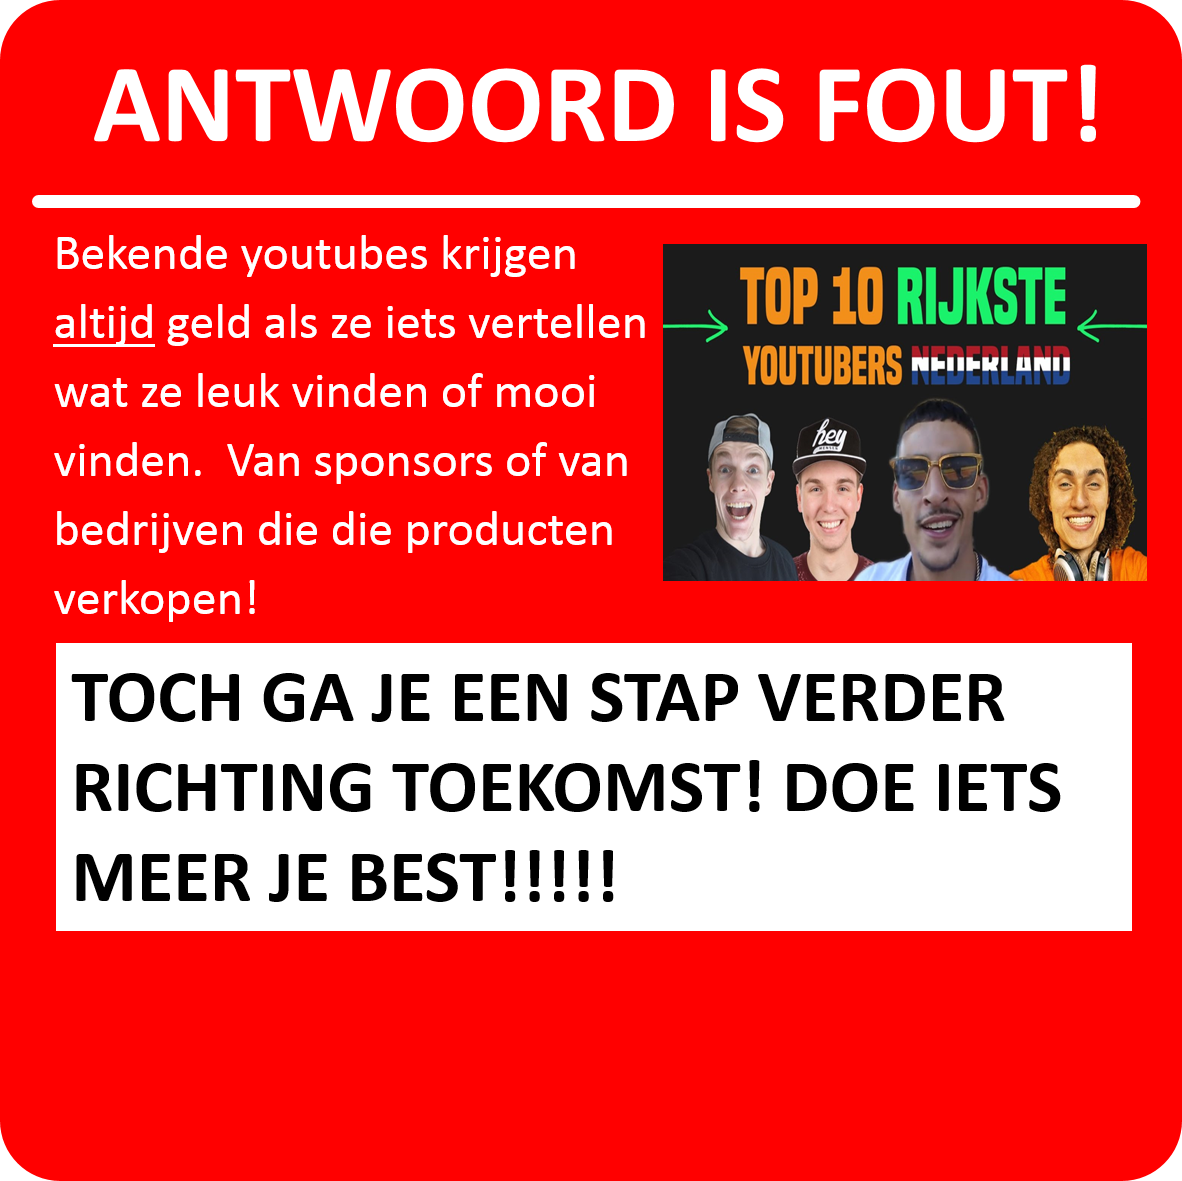 ANTWOORD IS FOUT!
Bekende youtubes krijgen
altijd geld als ze iets vertellen
wat ze leuk vinden of mooi
vinden.  Van sponsors of van
bedrijven die die producten
verkopen!
TOP 10 RIJKSTE
YOUTUBERS NEDERLAND
hey
TOCH GA JE EEN STAP VERDER
RICHTING TOEKOMST! DOE IETS
MEER JE BEST!!!!!